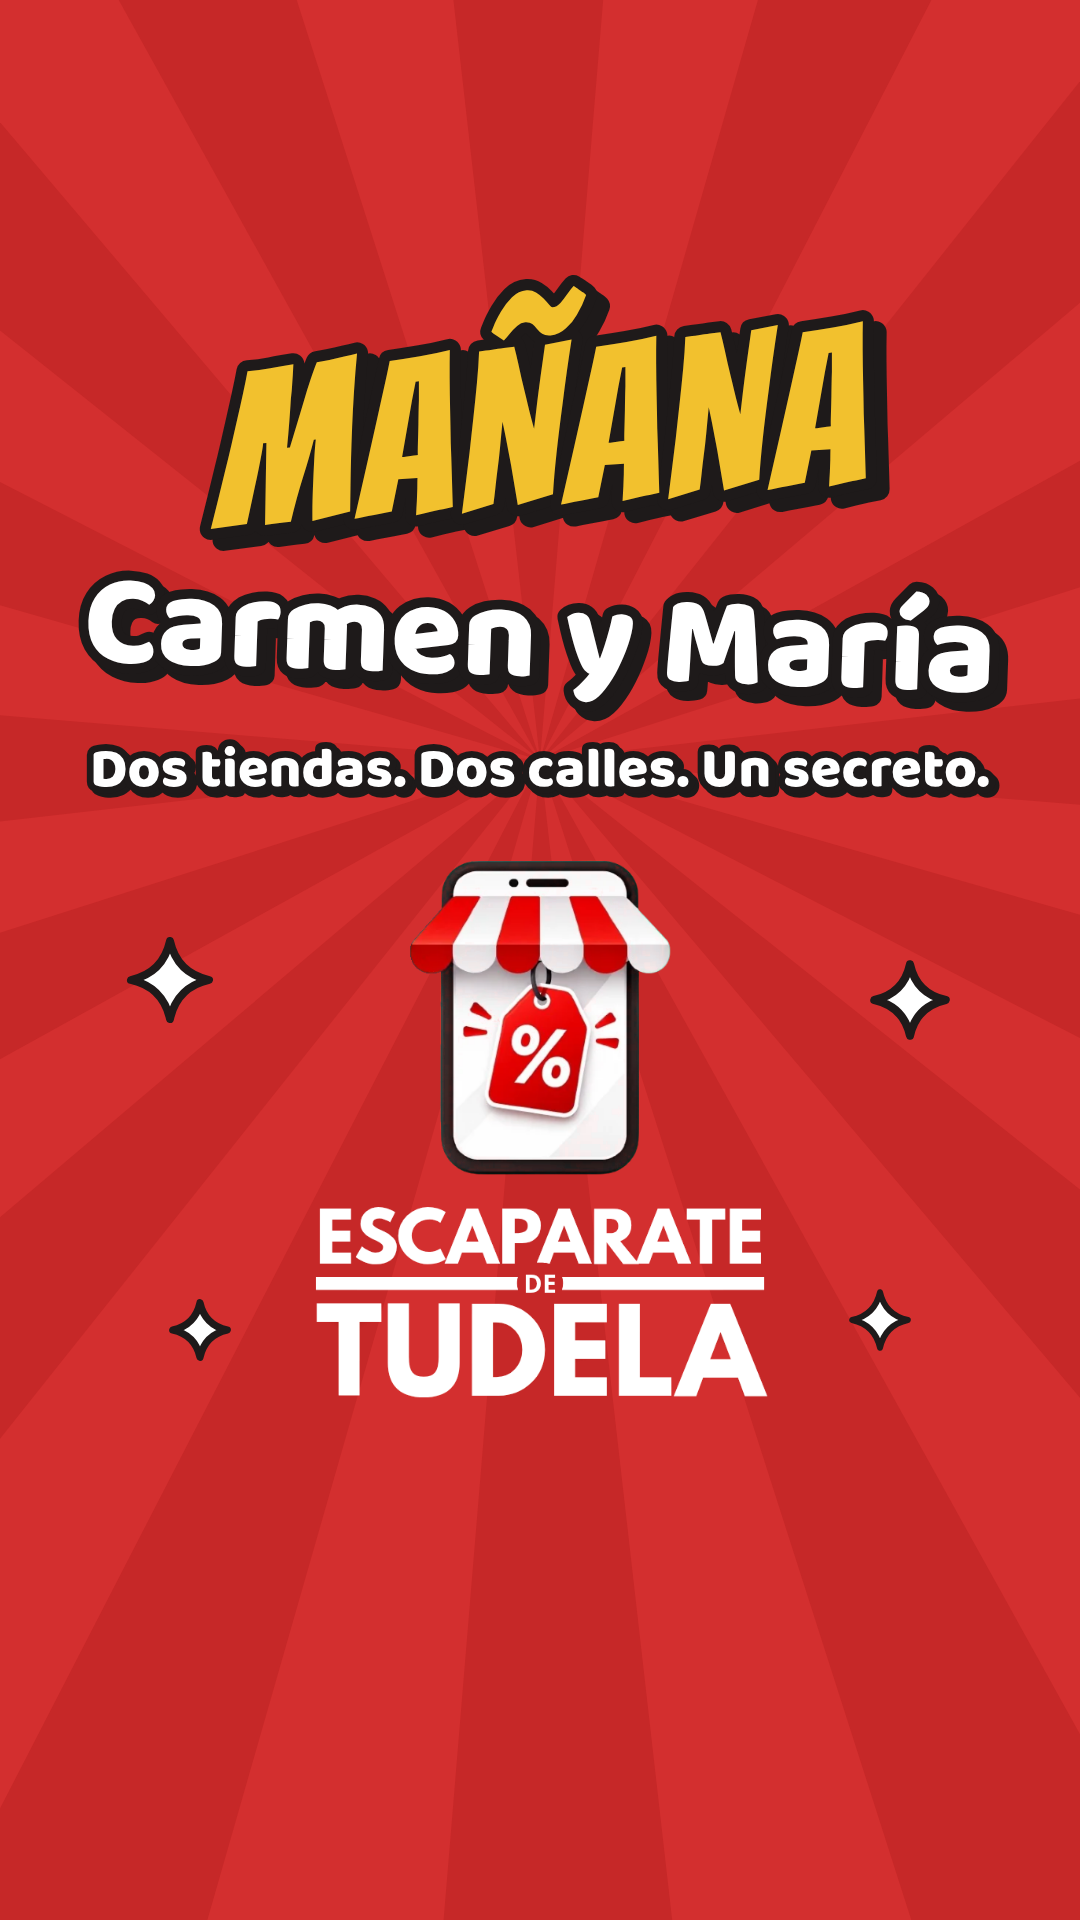 MAÑANA
Carmen y María
Dos tiendas. Dos calles. Un secreto.
%
ESCAPARATE
DE
TUDELA